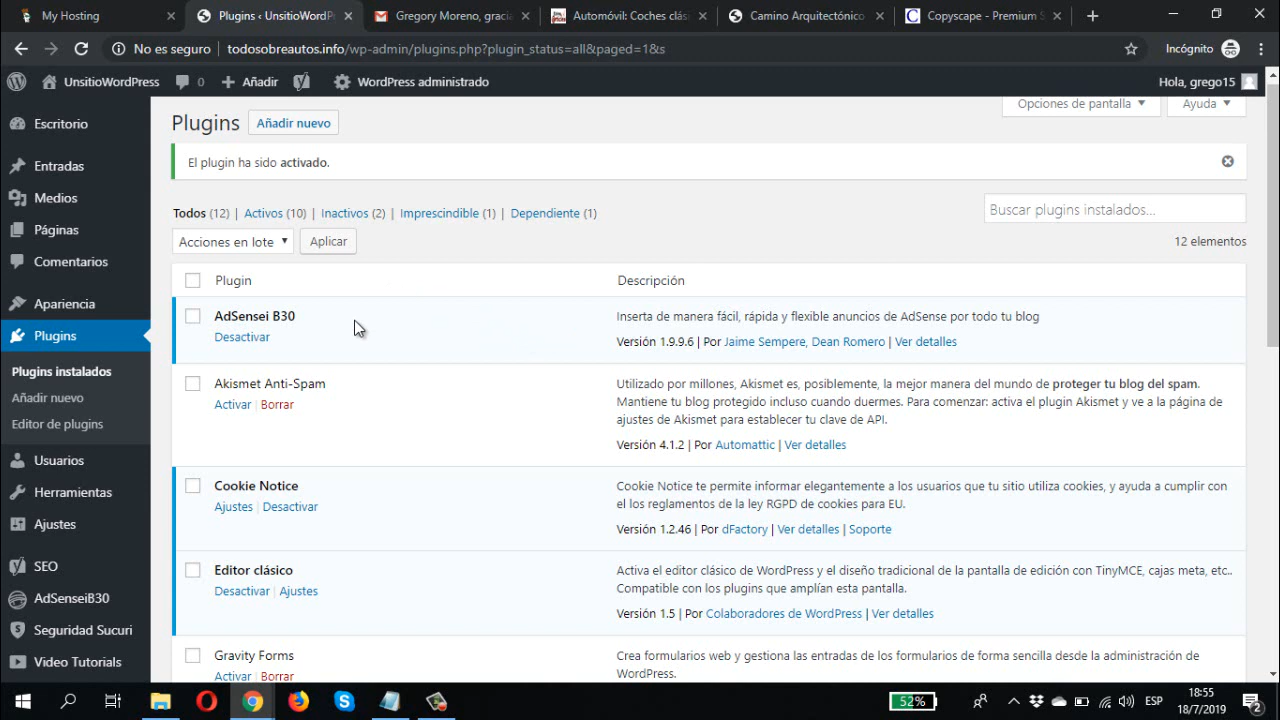 My Hosting
Plugins ‹ UnsitioWordPr
Gregory Moreno, gracia
Automóvil: Coches clási
Camino Arquitectónico
Copyscape - Premium S
No es seguro
todosobreautos.info/wp-admin/plugins.php?plugin_status=all&paged=1&s
Incógnito
UnsitioWordPress
0
Añadir
WordPress administrado
Hola, grego15
Escritorio
Entradas
Medios
Páginas
Comentarios
Apariencia
Plugins
Plugins instalados
Añadir nuevo
Editor de plugins
Usuarios
Herramientas
Ajustes
SEO
AdSenseiB30
Seguridad Sucuri
Video Tutorials
Opciones de pantalla
Ayuda
Plugins
Añadir nuevo
El plugin ha sido activado.
Todos (12) | Activos (10) | Inactivos (2) | Imprescindible (1) | Dependiente (1)
Buscar plugins instalados...
Acciones en lote
Aplicar
12 elementos
Plugin
Descripción
AdSensei B30
Desactivar
Inserta de manera fácil, rápida y flexible anuncios de AdSense por todo tu blog
Versión 1.9.9.6 | Por Jaime Sempere, Dean Romero | Ver detalles
Akismet Anti-Spam
Activar | Borrar
Utilizado por millones, Akismet es, posiblemente, la mejor manera del mundo de proteger tu blog del spam.
Mantiene tu blog protegido incluso cuando duermes. Para comenzar: activa el plugin Akismet y ve a la página de
ajustes de Akismet para establecer tu clave de API.
Versión 4.1.2 | Por Automattic | Ver detalles
Cookie Notice
Ajustes | Desactivar
Cookie Notice te permite informar elegantemente a los usuarios que tu sitio utiliza cookies, y ayuda a cumplir con
el los reglamentos de la ley RGPD de cookies para EU.
Versión 1.2.46 | Por dFactory | Ver detalles | Soporte
Editor clásico
Desactivar | Ajustes
Activa el editor clásico de WordPress y el diseño tradicional de la pantalla de edición con TinyMCE, cajas meta, etc..
Compatible con los plugins que amplían esta pantalla.
Versión 1.5 | Por Colaboradores de WordPress | Ver detalles
Gravity Forms
Activar | Borrar
Crea formularios web y gestiona las entradas de los formularios de forma sencilla desde la administración de
WordPress.
52%
ESP
18:55
18/7/2019
2